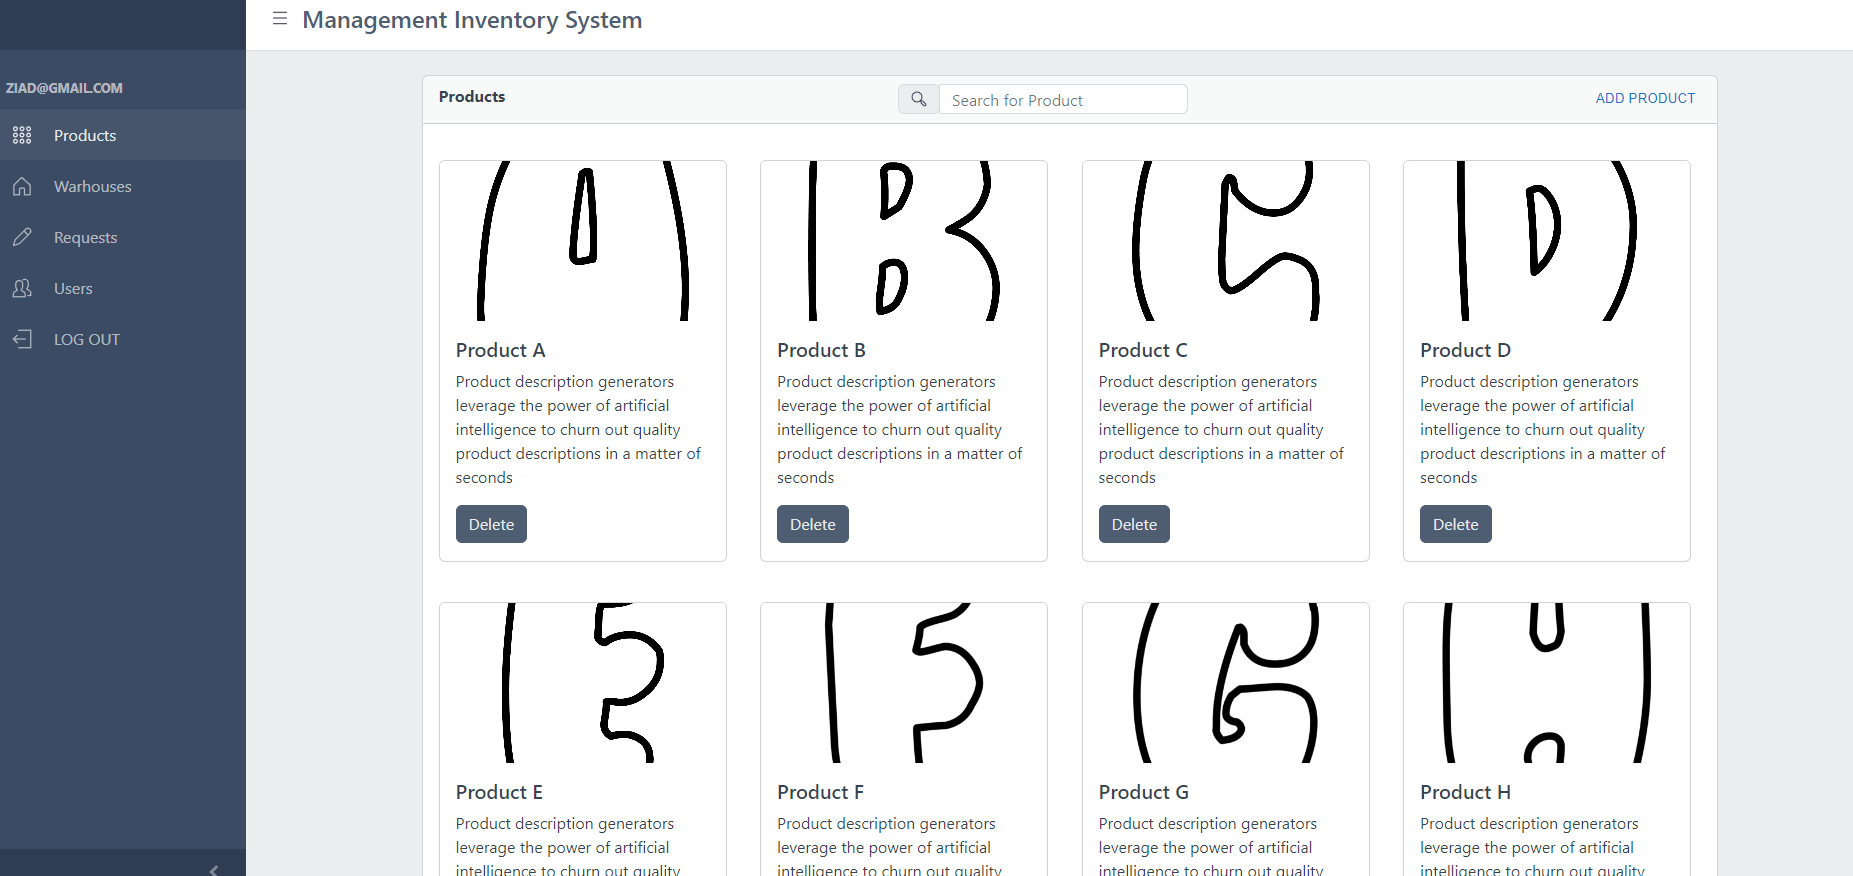 Management Inventory System
ZIAD@GMAIL.COM
Products
Warhouses
Requests
Users
LOG OUT
Products
Search for Product
ADD PRODUCT
A
B
C
D
Product A
Product description generators
leverage the power of artificial
intelligence to churn out quality
product descriptions in a matter of
seconds
Delete
Product B
Product description generators
leverage the power of artificial
intelligence to churn out quality
product descriptions in a matter of
seconds
Delete
Product C
Product description generators
leverage the power of artificial
intelligence to churn out quality
product descriptions in a matter of
seconds
Delete
Product D
Product description generators
leverage the power of artificial
intelligence to churn out quality
product descriptions in a matter of
seconds
Delete
E
F
G
H
Product E
Product description generators
leverage the power of artificial
intelligence to churn out quality
Product F
Product description generators
leverage the power of artificial
intelligence to churn out quality
Product G
Product description generators
leverage the power of artificial
intelligence to churn out quality
Product H
Product description generators
leverage the power of artificial
intelligence to churn out quality